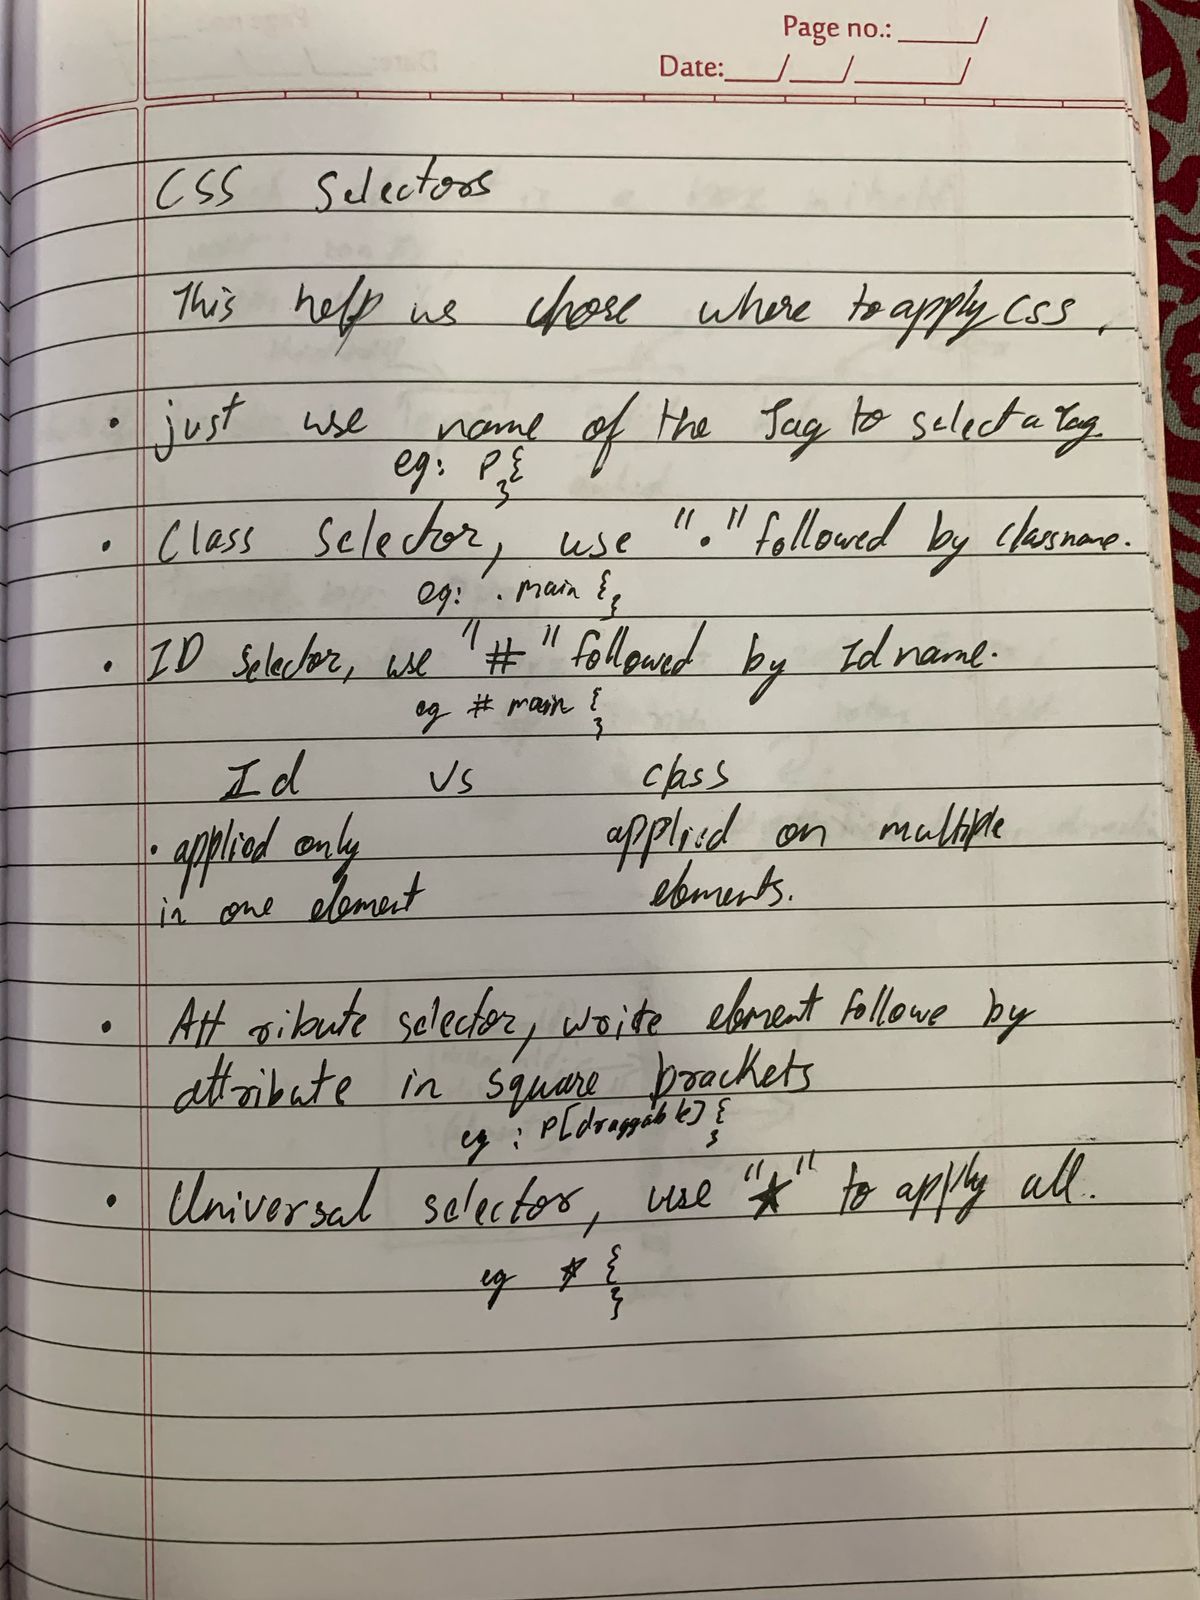 Page no.: ____/
Date:___/___/_____/
CSS Selectors
This help us chose where to apply CSS.
• just use name of the Tag to select a Tag.
eg: P {
}
• Class Selector, use "." followed by classname.
eg: . main {
}
• ID Selector, use "#" followed by Id name.
eg # main {
}
Id Vs class
• applied only applied on multiple
in one element elements.
• Attribute selector, write element followe by
attribute in square brackets
eg : P[draggable] {
}
• Universal selector, use "*" to apply all.
eg * {
}